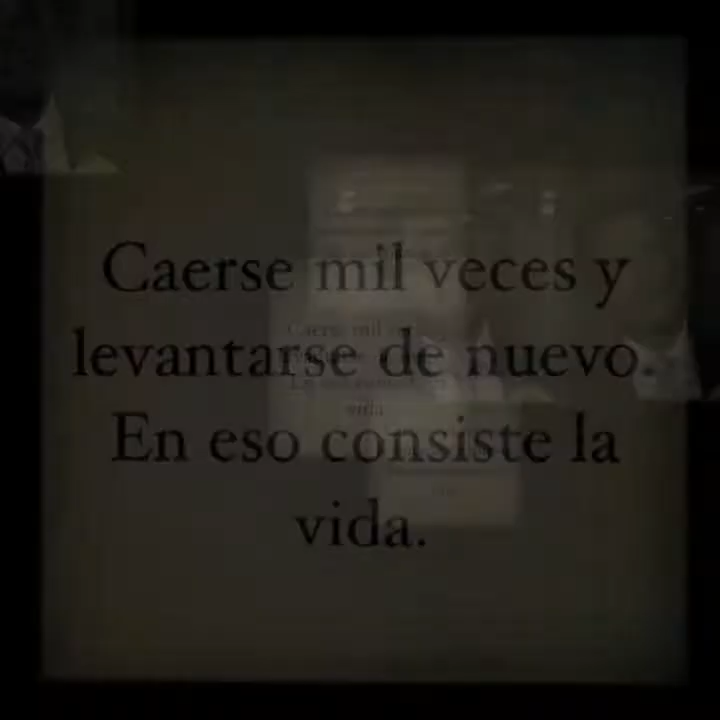 Caerse mil veces y
levantarse de nuevo.
En eso consiste la
vida.